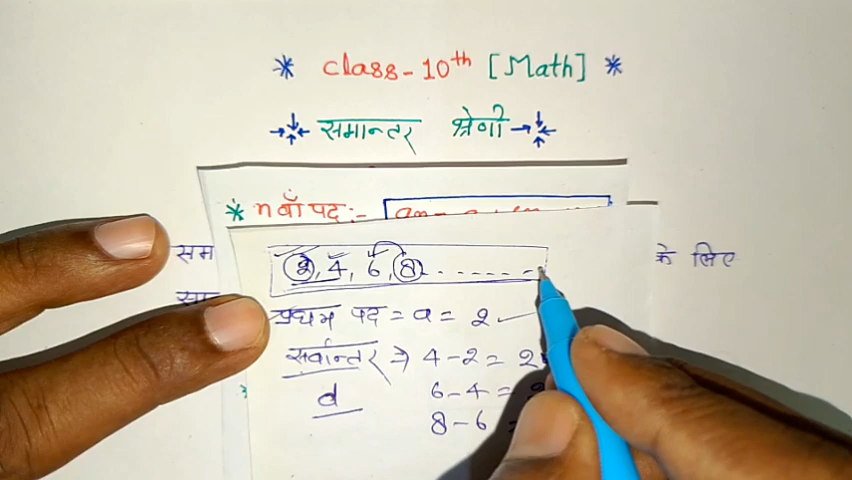 * Class-10th [Math] *
समान्तर श्रेणी
* nवाँ पद :-
सम के लिए
2, 4, 6, 8 - - - - - - -
प्रथम पद = a = 2
सर्वान्तर ⇒ 4-2 = 2
d 6-4 =
8-6 =